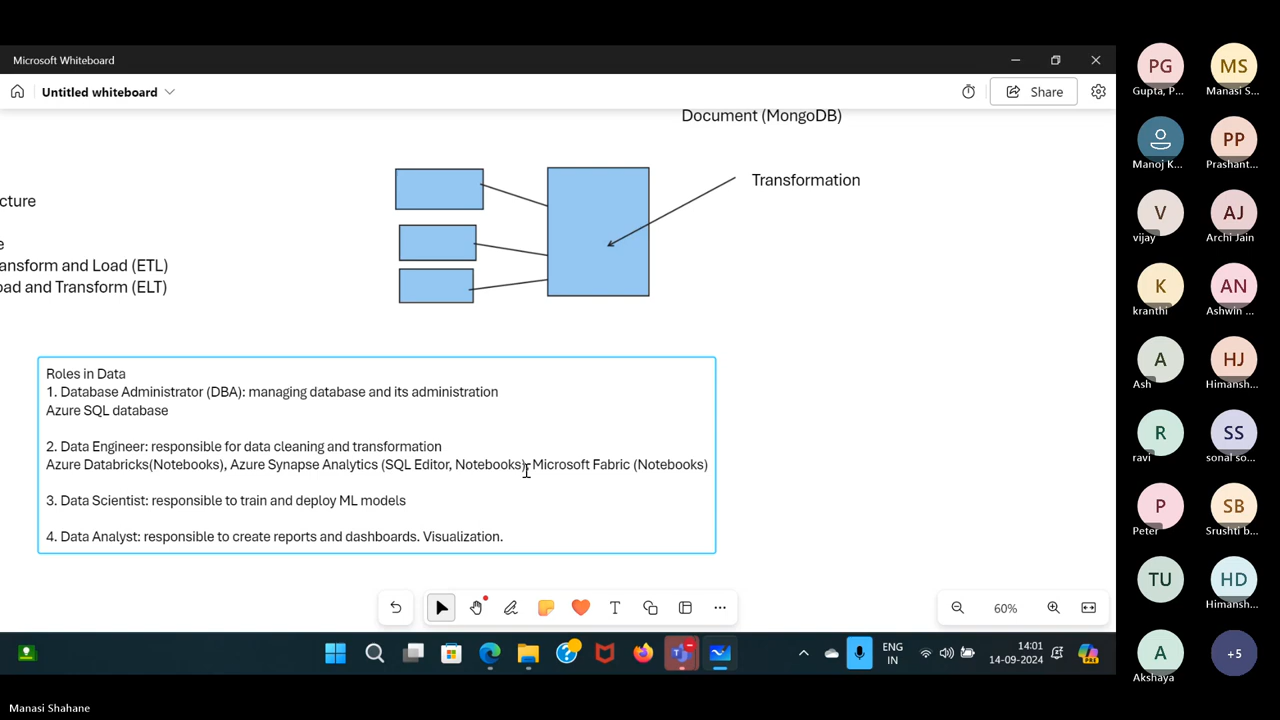 Microsoft Whiteboard
Untitled whiteboard
Share
Document (MongoDB)
Transformation
cture
e
ansform and Load (ETL)
oad and Transform (ELT)
Roles in Data
1. Database Administrator (DBA): managing database and its administration
Azure SQL database
2. Data Engineer: responsible for data cleaning and transformation
Azure Databricks(Notebooks), Azure Synapse Analytics (SQL Editor, Notebooks), Microsoft Fabric (Notebooks)
3. Data Scientist: responsible to train and deploy ML models
4. Data Analyst: responsible to create reports and dashboards. Visualization.
60%
ENG
IN
14:01
14-09-2024
PRE
Manasi Shahane
PG
Gupta, P...
MS
Manasi S...
Manoj K...
PP
Prashant...
V
vijay
AJ
Archi Jain
K
kranthi
AN
Ashwin ...
A
Ash
HJ
Himansh...
R
ravi
SS
sonal so...
P
Peter
SB
Srushti b...
TU
HD
Himansh...
A
Akshaya
+5